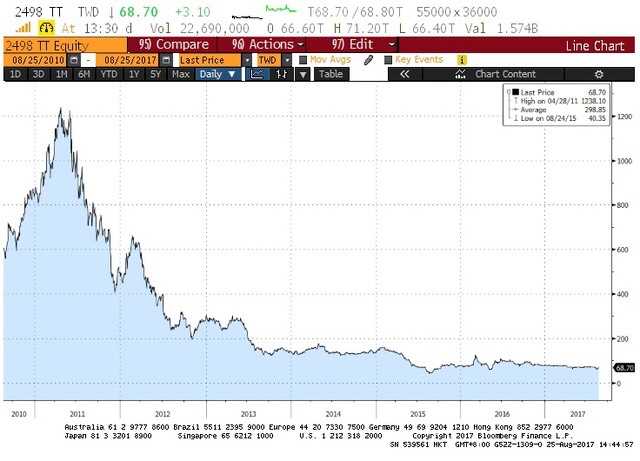 2498 TT TWD ↓ 68.70 +3.10 T68.70 / 68.80T 55000 x 36000
At 13:30 d Vol 22,690,000 O 66.60T H 71.20T L 66.40T Val 1.574B
2498 TT Equity 95) Compare 96) Actions 97) Edit Line Chart
08/25/2010 - 08/25/2017 Last Price TWD Mov Avgs Key Events
1D 3D 1M 6M YTD 1Y 5Y Max Daily ▼ Table « Chart Content
Last Price 68.70
High on 04/28/11 1238.10
Average 298.85
Low on 08/24/15 40.35
1200
1000
800
600
400
200
68.70
0
2010 2011 2012 2013 2014 2015 2016 2017
Australia 61 2 9777 8600 Brazil 5511 2395 9000 Europe 44 20 7330 7500 Germany 49 69 9204 1210 Hong Kong 852 2977 6000
Japan 81 3 3201 8900 Singapore 65 6212 1000 U.S. 1 212 318 2000 Copyright 2017 Bloomberg Finance L.P.
SN 539561 HKT GMT+8:00 G522-1309-0 25-Aug-2017 14:44:57